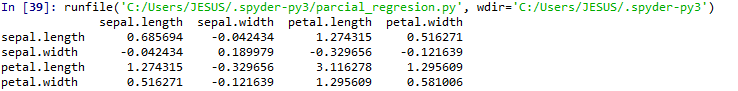 In [39]: runfile('C:/Users/JESUS/.spyder-py3/parcial_regresion.py', wdir='C:/Users/JESUS/.spyder-py3')
sepal.length sepal.width petal.length petal.width
sepal.length 0.685694 -0.042434 1.274315 0.516271
sepal.width -0.042434 0.189979 -0.329656 -0.121639
petal.length 1.274315 -0.329656 3.116278 1.295609
petal.width 0.516271 -0.121639 1.295609 0.581006